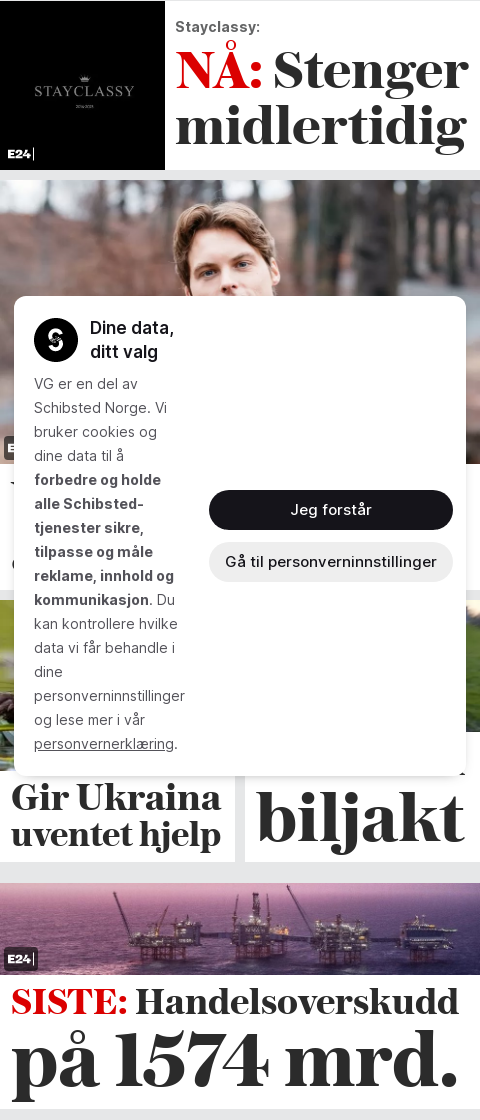 Stayclassy:
NÅ: Stenger
midlertidig
STAYCLASSY
E24
Dine data,
ditt valg
VG er en del av
Schibsted Norge. Vi
bruker cookies og
dine data til å
forbedre og holde
alle Schibsted-
tjenester sikre,
tilpasse og måle
reklame, innhold og
kommunikasjon. Du
kan kontrollere hvilke
data vi får behandle i
dine
personverninnstillinger
og lese mer i vår
personvernerklæring.
Jeg forstår
Gå til personverninnstillinger
Gir Ukraina
uventet hjelp
biljakt
E24
SISTE: Handelsoverskudd
på 1574 mrd.